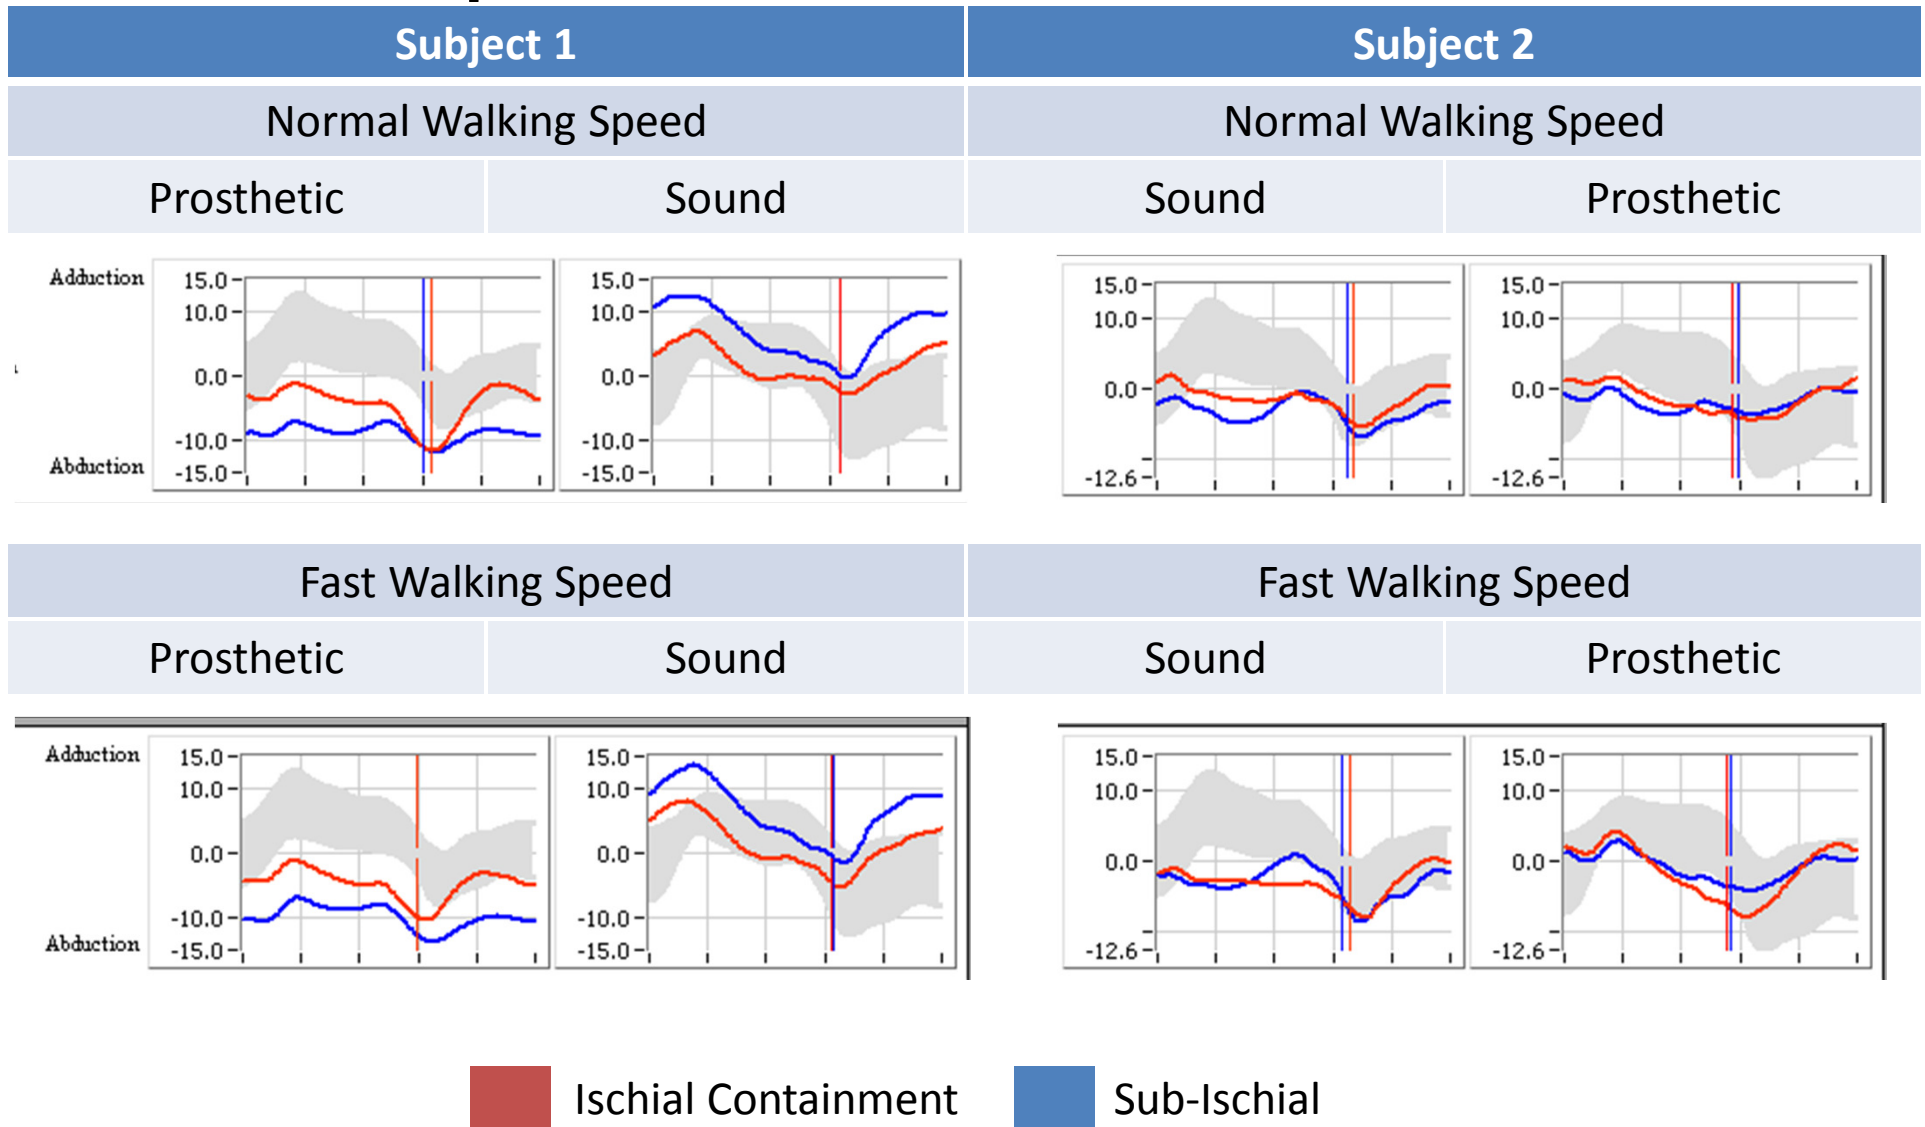 Subject 1 Subject 2
Normal Walking Speed Normal Walking Speed
Prosthetic Sound Sound Prosthetic
Adduction 15.0 15.0 15.0 15.0
10.0 10.0 10.0 10.0
0.0 0.0 0.0 0.0
-10.0 -10.0
Abduction -15.0 -15.0 -12.6 -12.6
Fast Walking Speed Fast Walking Speed
Prosthetic Sound Sound Prosthetic
Adduction 15.0 15.0 15.0 15.0
10.0 10.0 10.0 10.0
0.0 0.0 0.0 0.0
-10.0 -10.0
Abduction -15.0 -15.0 -12.6 -12.6
Ischial Containment Sub-Ischial